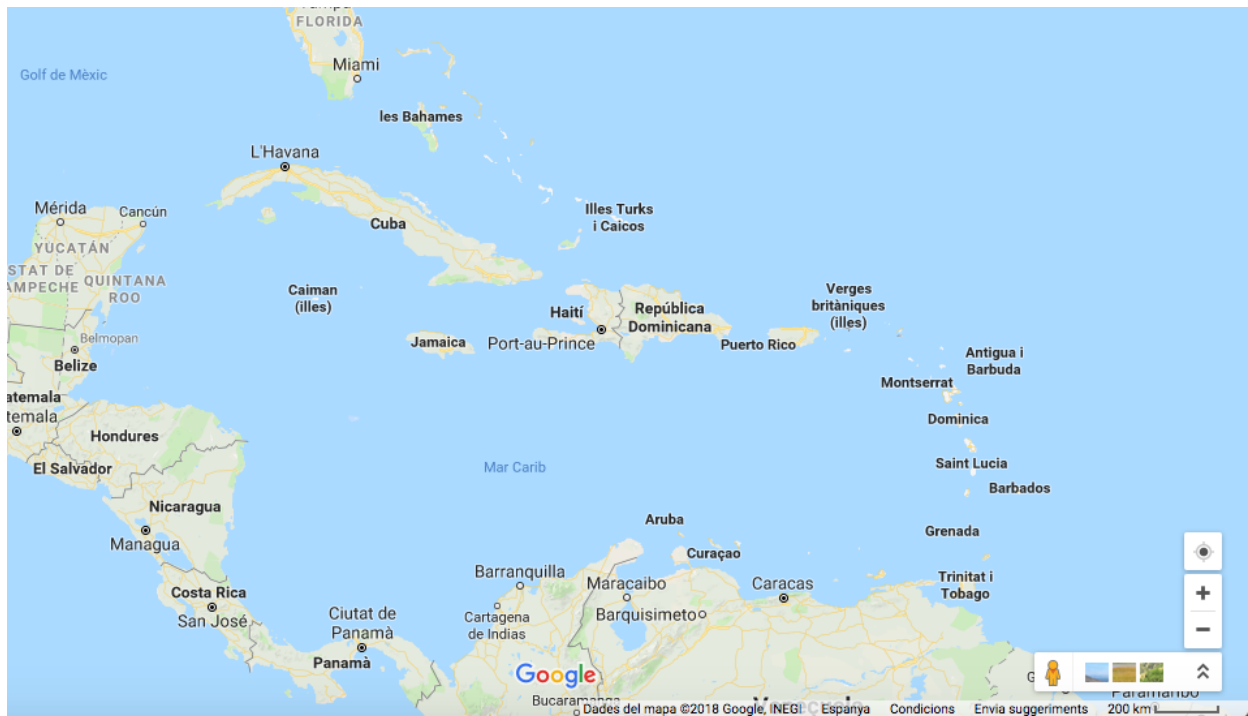 FLORIDA
Miami
Golf de Mèxic
les Bahames
L'Havana
Mérida
Cancún
Illes Turks
i Caicos
Cuba
YUCATÁN
QUINTANA
ROO
Caiman
(illes)
Verges
britàniques
(illes)
Haití
República
Dominicana
Belmopan
Jamaica
Port-au-Prince
Puerto Rico
Belize
Antigua i
Barbuda
Montserrat
Dominica
Hondures
El Salvador
Mar Carib
Saint Lucia
Barbados
Nicaragua
Aruba
Grenada
Managua
Curaçao
Barranquilla
Maracaibo
Caracas
Trinitat i
Tobago
Costa Rica
San José
Ciutat de
Panamà
Cartagena
de Indias
Barquisimeto
Panamà
Google
Dades del mapa ©2018 Google, INEGI Espanya Condicions Envia suggeriments 200 km